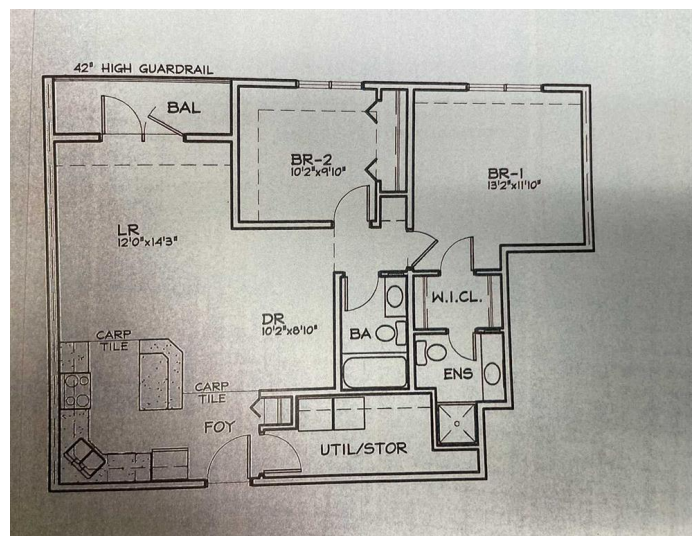 42" HIGH GUARDRAIL
BAL
BR-2
10'2"x9'10"
BR-1
13'2"x11'10"
LR
12'0"x14'3"
W.I.CL.
DR
10'2"x8'10"
BA
CARP
TILE
ENS
CARP
TILE
FOY
UTIL/STOR